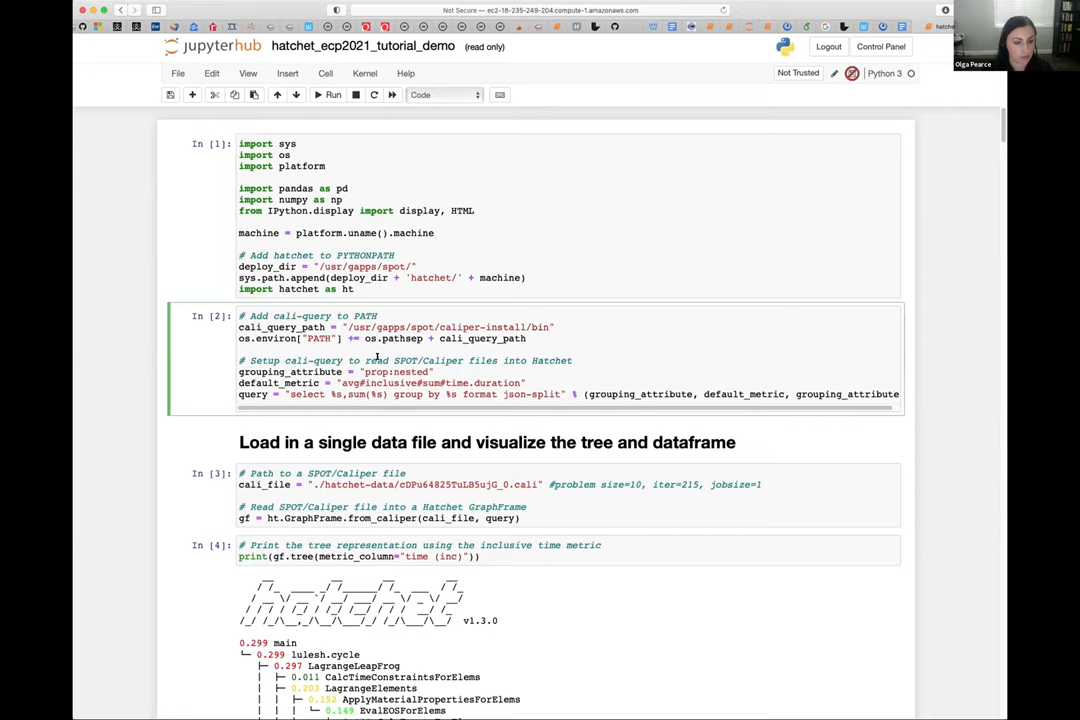 Not Secure — ec2-18-235-249-204.compute-1.amazonaws.com
jupyterhub hatchet_ecp2021_tutorial_demo (read only)
Logout Control Panel
Olga Pearce
File Edit View Insert Cell Kernel Help
Not Trusted Python 3
Run Code
In [1]:
import sys
import os
import platform
import pandas as pd
import numpy as np
from IPython.display import display, HTML
machine = platform.uname().machine
# Add hatchet to PYTHONPATH
deploy_dir = "/usr/gapps/spot/"
sys.path.append(deploy_dir + 'hatchet/' + machine)
import hatchet as ht
In [2]:
# Add cali-query to PATH
cali_query_path = "/usr/gapps/spot/caliper-install/bin"
os.environ["PATH"] += os.pathsep + cali_query_path
# Setup cali-query to read SPOT/Caliper files into Hatchet
grouping_attribute = "prop:nested"
default_metric = "avg#inclusive#sum#time.duration"
query = "select %s,sum(%s) group by %s format json-split" % (grouping_attribute, default_metric, grouping_attribute
Load in a single data file and visualize the tree and dataframe
In [3]:
# Path to a SPOT/Caliper file
cali_file = "./hatchet-data/cDPu64825TuLB5ujG_0.cali" #problem size=10, iter=215, jobsize=1
# Read SPOT/Caliper file into a Hatchet GraphFrame
gf = ht.GraphFrame.from_caliper(cali_file, query)
In [4]:
# Print the tree representation using the inclusive time metric
print(gf.tree(metric_column="time (inc)"))
hatchet
v1.3.0
0.299 main
0.299 lulesh.cycle
0.297 LagrangeLeapFrog
0.011 CalcTimeConstraintsForElems
0.203 LagrangeElements
0.152 ApplyMaterialPropertiesForElems
0.149 EvalEOSForElems